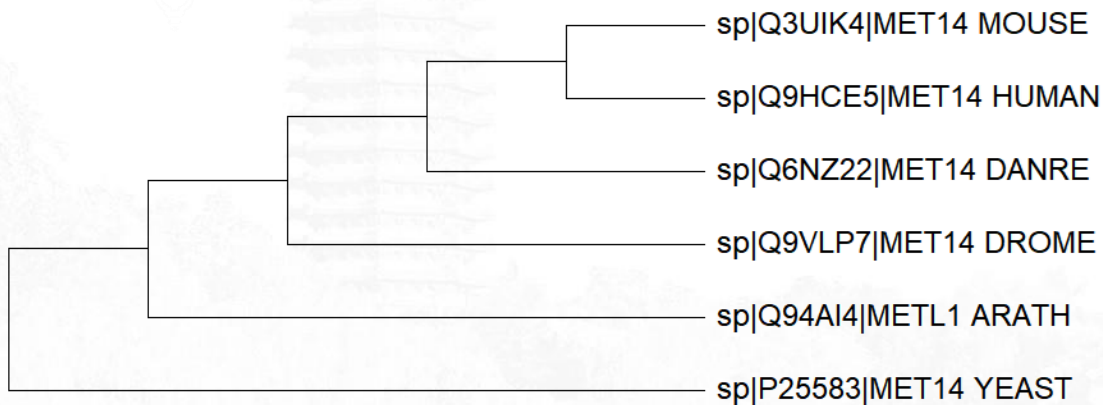 sp|Q3UIK4|MET14 MOUSE
sp|Q9HCE5|MET14 HUMAN
sp|Q6NZ22|MET14 DANRE
sp|Q9VLP7|MET14 DROME
sp|Q94AI4|METL1 ARATH
sp|P25583|MET14 YEAST